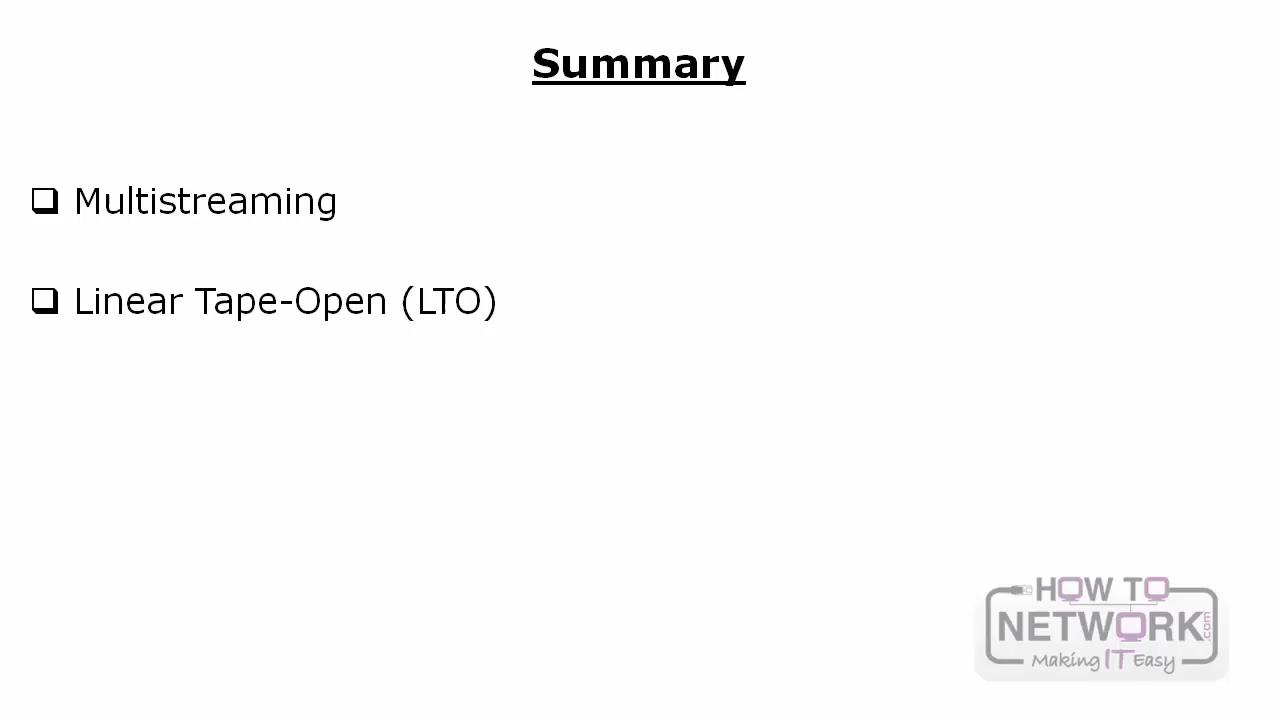 Summary
Multistreaming
Linear Tape-Open (LTO)
HOW TO
NETWORK.com
Making IT Easy